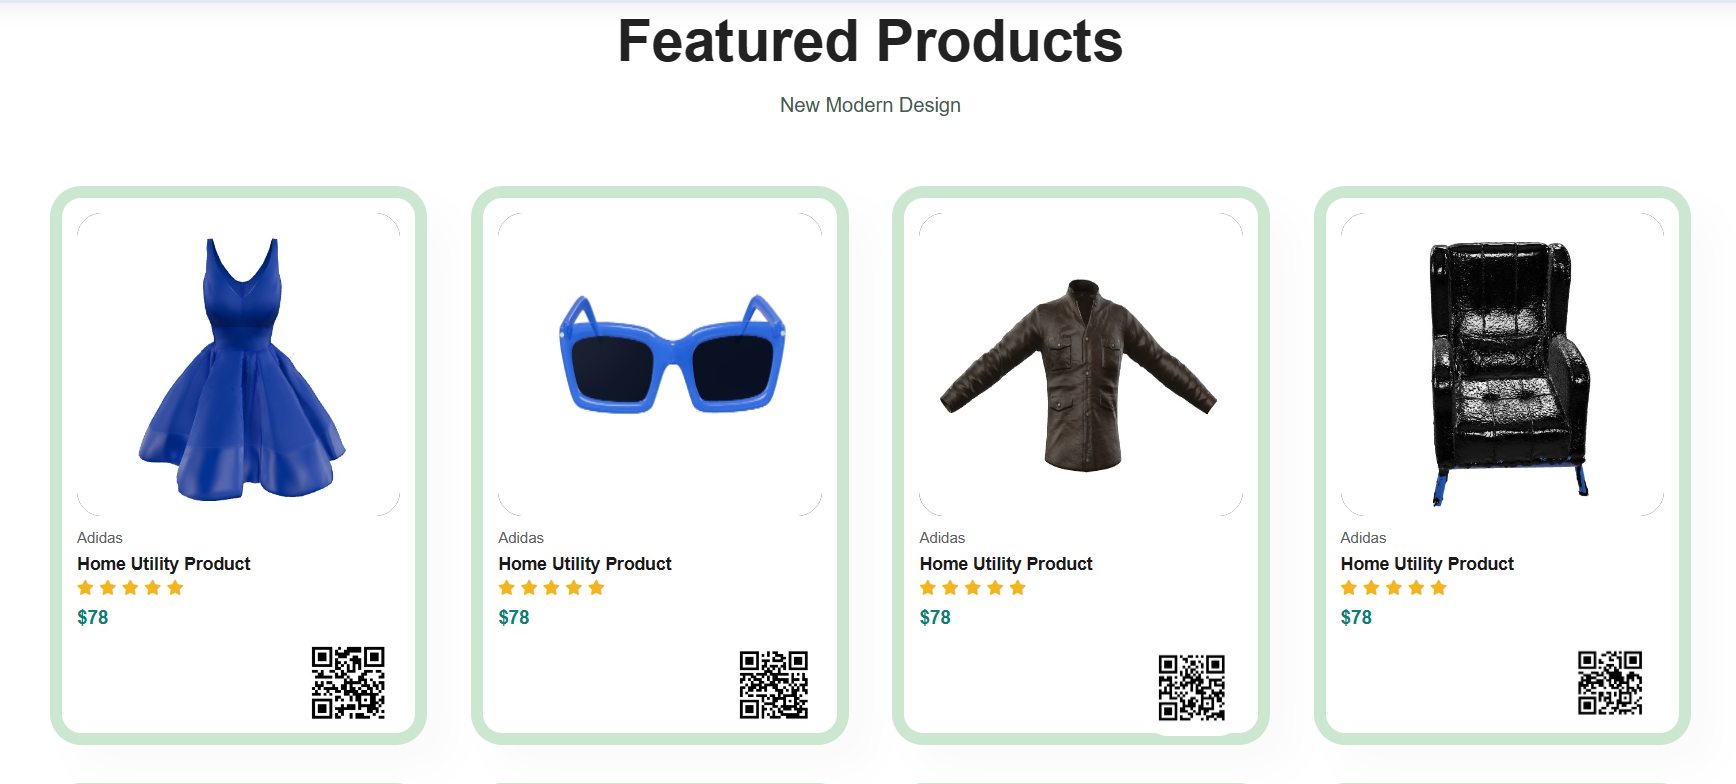 Featured Products
New Modern Design
Adidas
Home Utility Product
$78
Adidas
Home Utility Product
$78
Adidas
Home Utility Product
$78
Adidas
Home Utility Product
$78